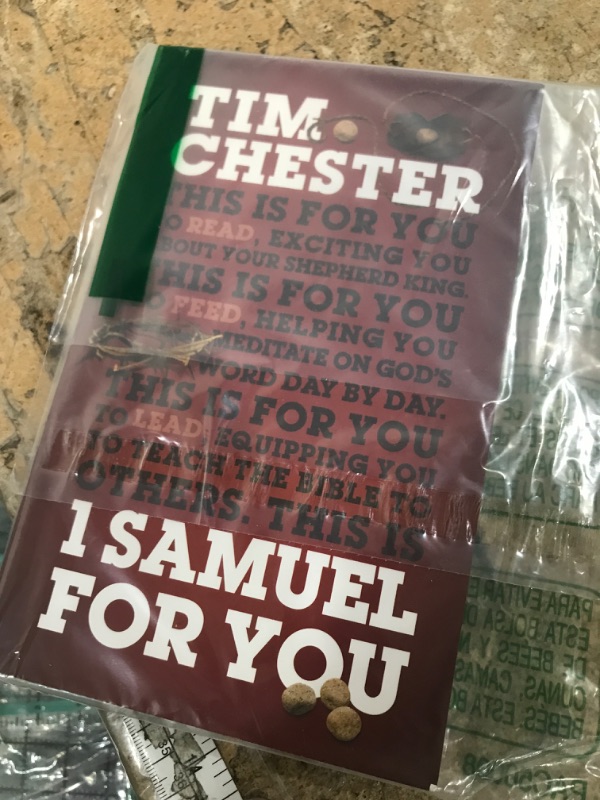 TIM
CHESTER
THIS IS FOR YOU
TO READ, EXCITING YOU
ABOUT YOUR SHEPHERD KING.
THIS IS FOR YOU
TO FEED, HELPING YOU
MEDITATE ON GOD'S
WORD DAY BY DAY.
THIS IS FOR YOU
TO LEAD, EQUIPPING YOU
TO TEACH THE BIBLE TO
OTHERS. THIS IS
1 SAMUEL
FOR YOU
PARA EVITAR
ESTA BOLSA
DE BEBES Y
CUNAS, CAMAS
BEBES. ESTA
35